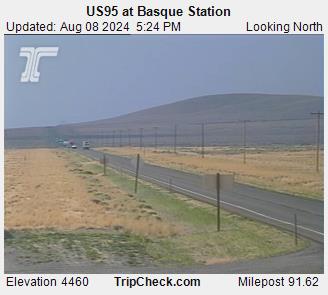 US95 at Basque Station
Updated: Aug 08 2024 5:24 PM Looking North
Elevation 4460 TripCheck.com Milepost 91.62